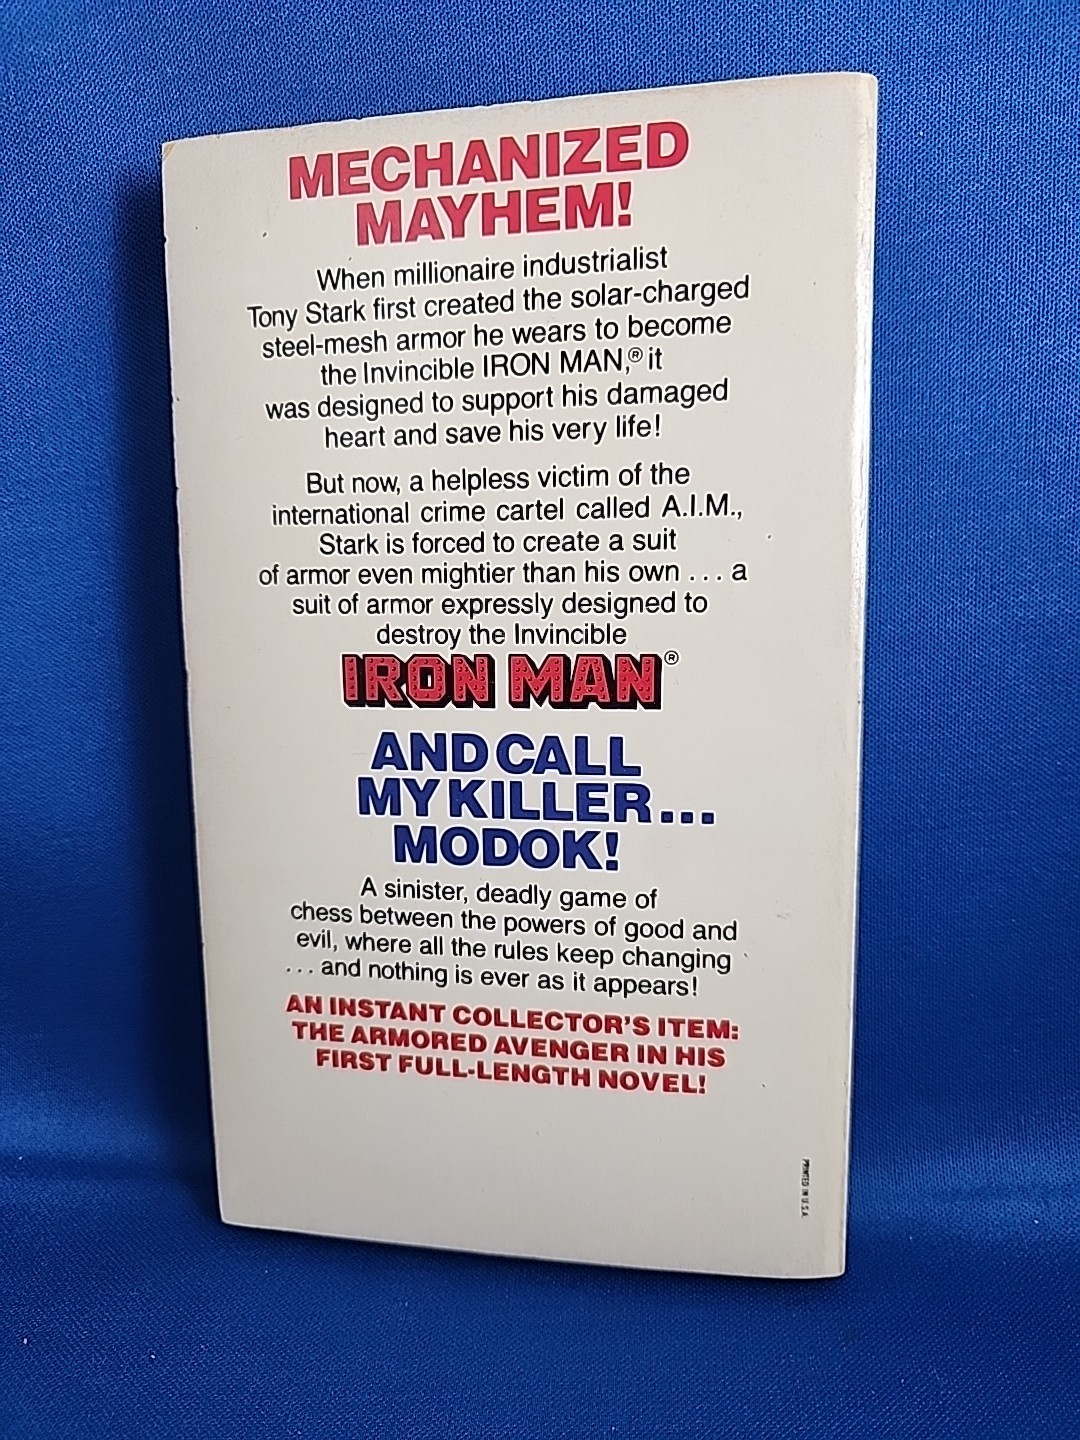 MECHANIZED
MAYHEM!
When millionaire industrialist
Tony Stark first created the solar-charged
steel-mesh armor he wears to become
the Invincible IRON MAN,® it
was designed to support his damaged
heart and save his very life!
But now, a helpless victim of the
international crime cartel called A.I.M.,
Stark is forced to create a suit
of armor even mightier than his own . . . a
suit of armor expressly designed to
destroy the Invincible
IRON MAN®
AND CALL
MY KILLER...
MODOK!
A sinister, deadly game of
chess between the powers of good and
evil, where all the rules keep changing
. . . and nothing is ever as it appears!
AN INSTANT COLLECTOR'S ITEM:
THE ARMORED AVENGER IN HIS
FIRST FULL-LENGTH NOVEL!
PRINTED IN U.S.A.